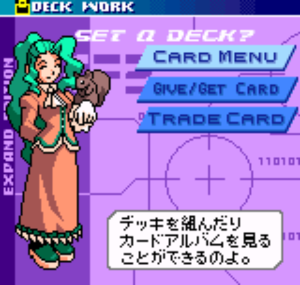 DECK WORK
SET A DECK?
CARD MENU
GIVE/GET CARD
TRADE CARD
EXPAND EDITION
110101
デッキを組んだり
カードアルバムを見る
ことができるのよ。